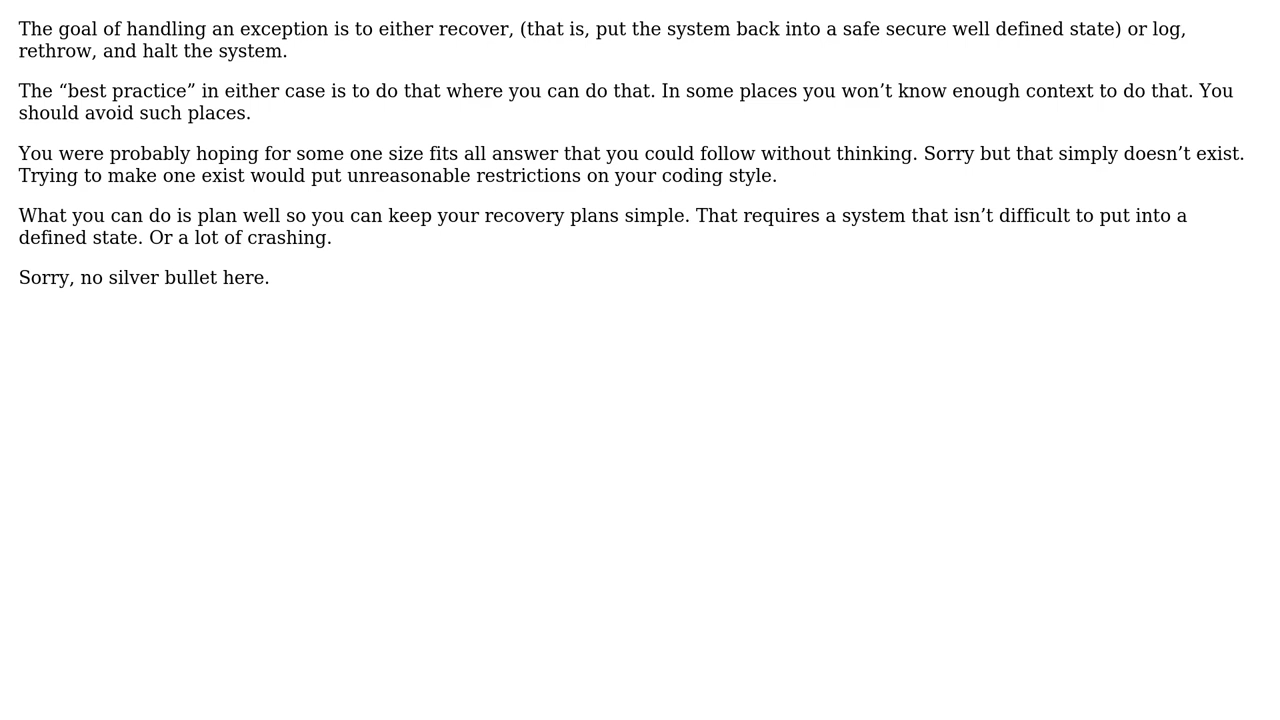 The goal of handling an exception is to either recover, (that is, put the system back into a safe secure well defined state) or log,
rethrow, and halt the system.
The “best practice” in either case is to do that where you can do that. In some places you won’t know enough context to do that. You
should avoid such places.
You were probably hoping for some one size fits all answer that you could follow without thinking. Sorry but that simply doesn’t exist.
Trying to make one exist would put unreasonable restrictions on your coding style.
What you can do is plan well so you can keep your recovery plans simple. That requires a system that isn’t difficult to put into a
defined state. Or a lot of crashing.
Sorry, no silver bullet here.